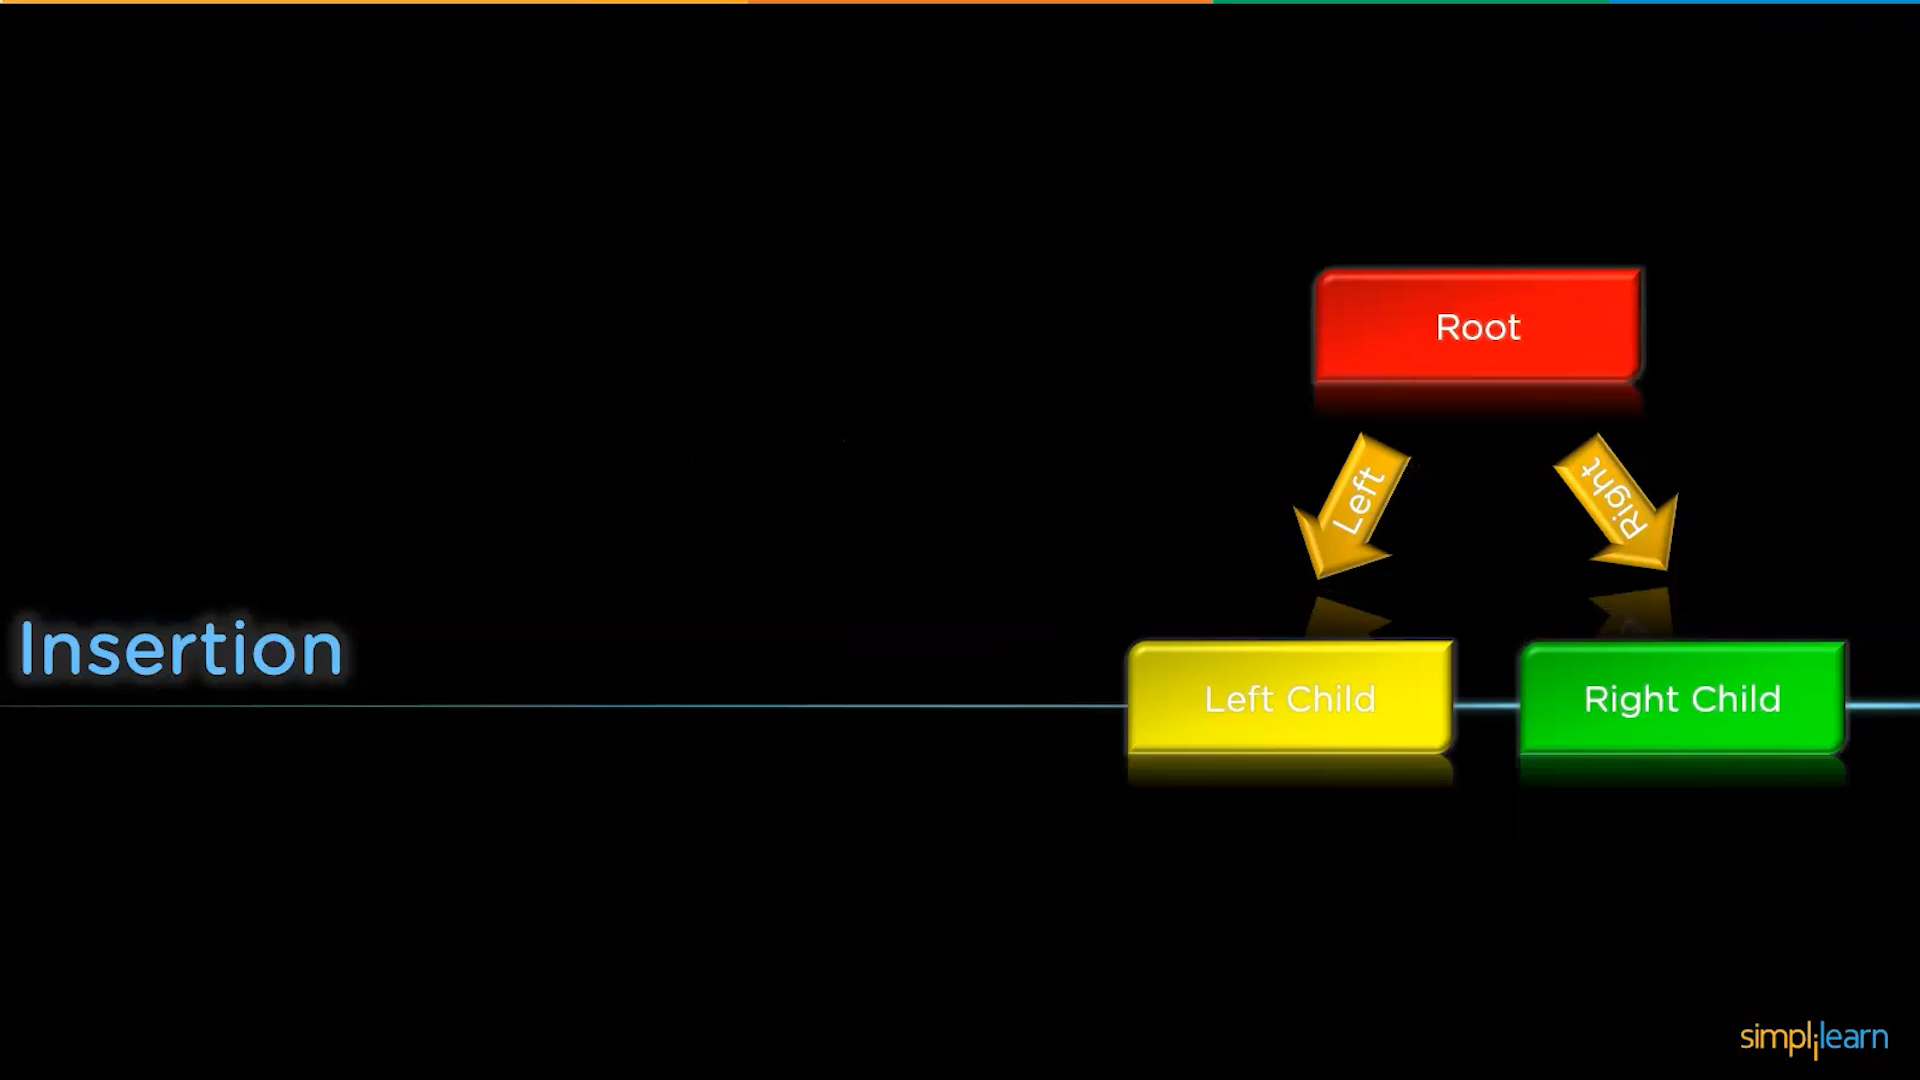 Root
Left
Right
Insertion
Left Child
Right Child
simplilearn